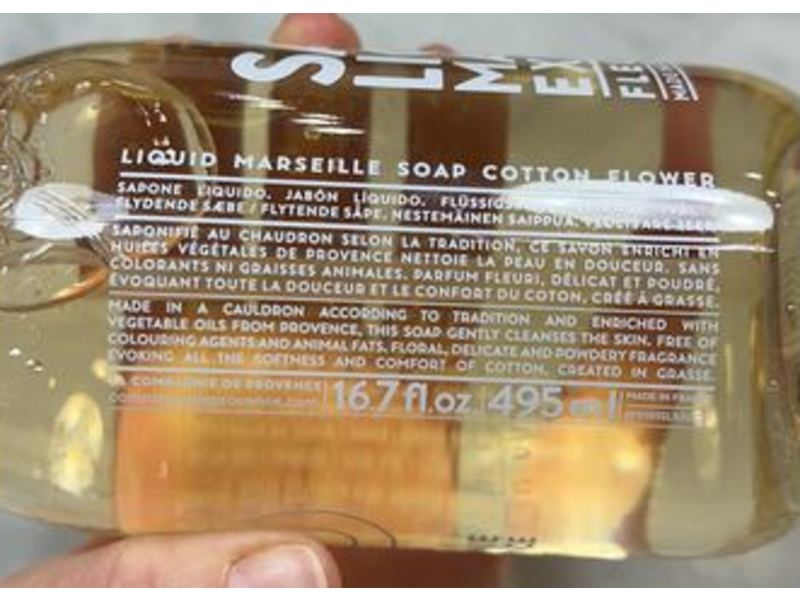 LIQUID MARSEILLE SOAP COTTON FLOWER
SAPONE LIQUIDO. JABÓN LÍQUIDO.
FLYDENDE SÆBE / FLYTENDE SÅPE. NESTEMÄINEN SAIPPUA.
SAPONIFIÉ AU CHAUDRON SELON LA TRADITION, CE SAVON ENRICHI EN
HUILES VÉGÉTALES DE PROVENCE NETTOIE LA PEAU EN DOUCEUR. SANS
COLORANTS NI GRAISSES ANIMALES. PARFUM FLEURI, DÉLICAT ET POUDRÉ,
ÉVOQUANT TOUTE LA DOUCEUR ET LE CONFORT DU COTON, CRÉÉ À GRASSE.
MADE IN A CAULDRON ACCORDING TO TRADITION AND ENRICHED WITH
VEGETABLE OILS FROM PROVENCE, THIS SOAP GENTLY CLEANSES THE SKIN. FREE OF
COLOURING AGENTS AND ANIMAL FATS. FLORAL, DELICATE AND POWDERY FRAGRANCE
EVOKING ALL THE SOFTNESS AND COMFORT OF COTTON, CREATED IN GRASSE.
LA COMPAGNIE DE PROVENCE
16.7 fl.oz 495 ml
MADE IN FRANCE